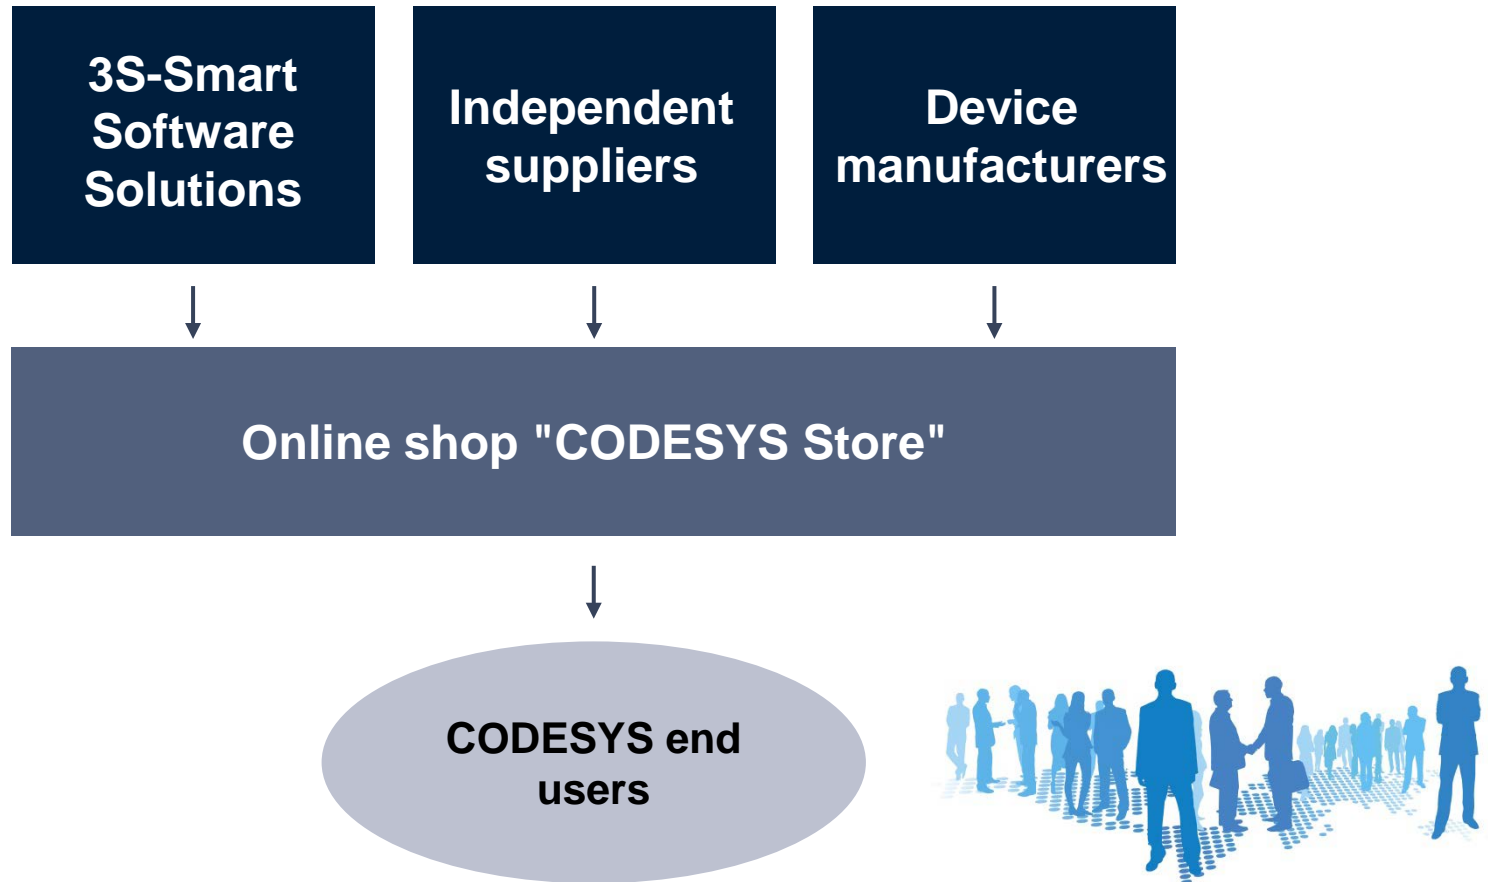 3S-Smart
Software
Solutions
Independent
suppliers
Device
manufacturers
Online shop "CODESYS Store"
CODESYS end
users